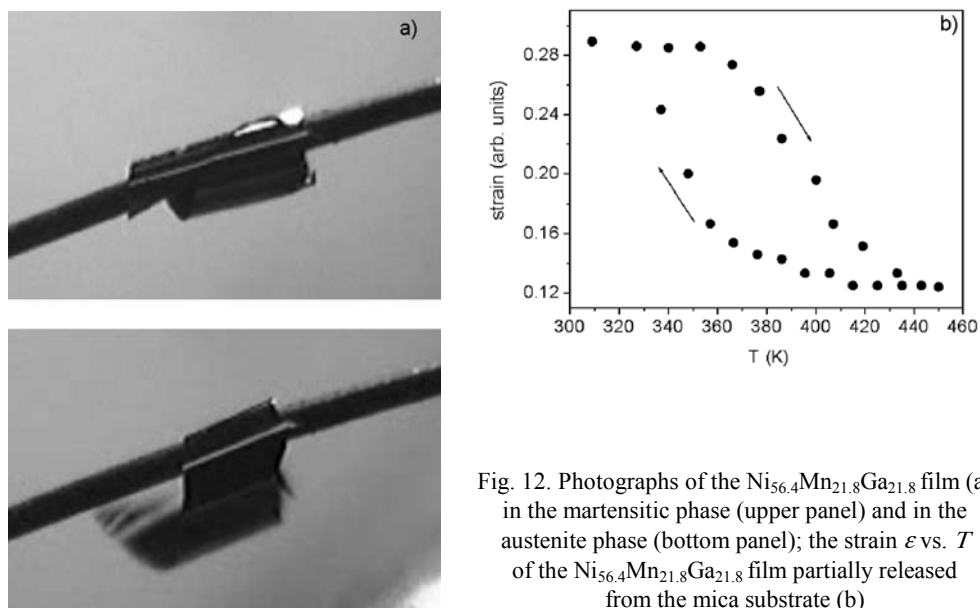 a)
b)
0.28
0.24
0.20
0.16
0.12
strain (arb. units)
300 320 340 360 380 400 420 440 460
T (K)
Fig. 12. Photographs of the Ni₅₆.₄Mn₂₁.₈Ga₂₁.₈ film (a
in the martensitic phase (upper panel) and in the
austenite phase (bottom panel); the strain ε vs. T
of the Ni₅₆.₄Mn₂₁.₈Ga₂₁.₈ film partially released
from the mica substrate (b)